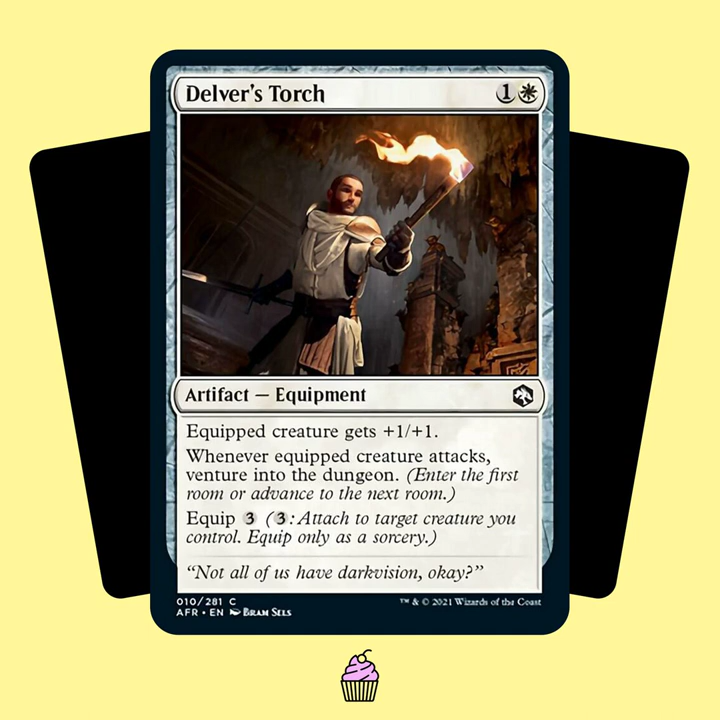 Delver's Torch 1
Artifact — Equipment
Equipped creature gets +1/+1.
Whenever equipped creature attacks,
venture into the dungeon. (Enter the first
room or advance to the next room.)
Equip 3 (3: Attach to target creature you
control. Equip only as a sorcery.)
“Not all of us have darkvision, okay?”
010/281 C
AFR • EN Bram Sels
™ & © 2021 Wizards of the Coast